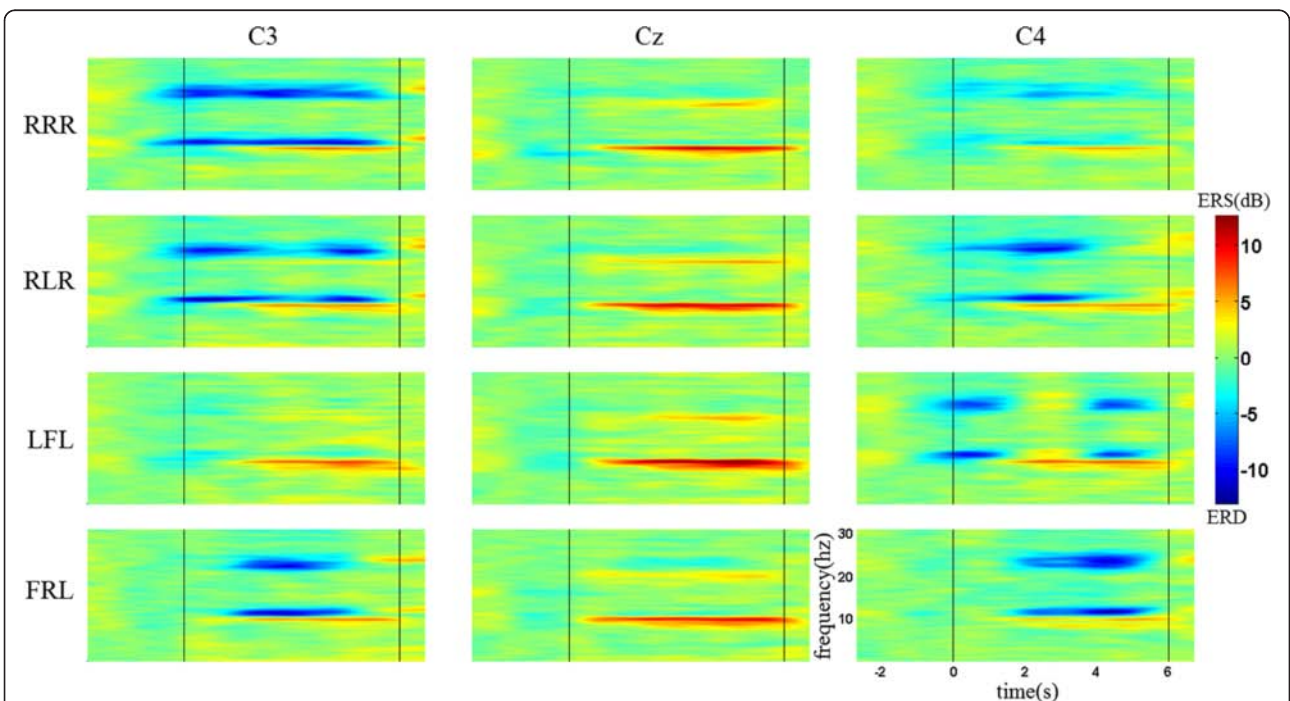 C3 Cz C4
RRR
RLR
LFL
FRL
ERS(dB)
10
5
0
-5
-10
ERD
frequency(hz)
30
20
10
-2 0 2 4 6
time(s)